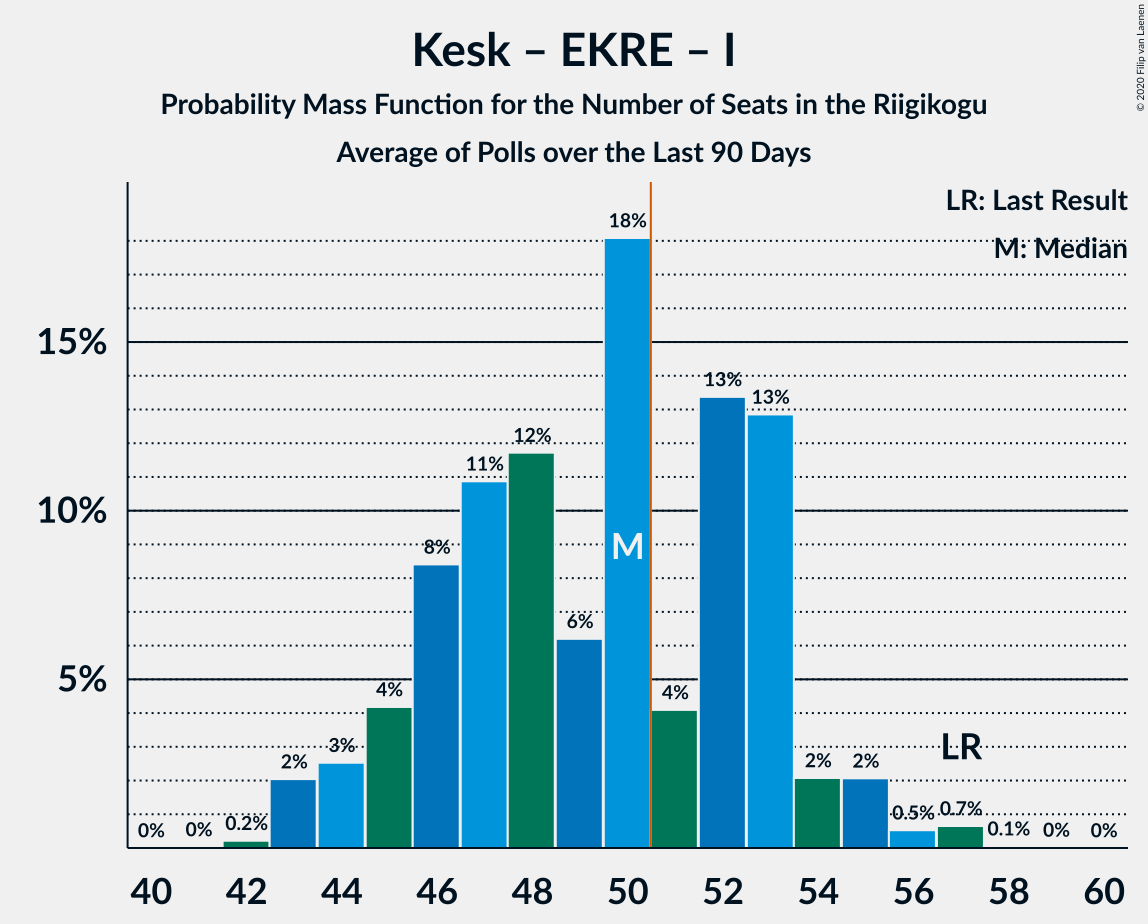 Kesk – EKRE – I
Probability Mass Function for the Number of Seats in the Riigikogu
Average of Polls over the Last 90 Days
© 2020 Filip van Laenen
LR: Last Result
M: Median
15%
10%
5%
0% 0% 0.2% 2% 3% 4% 8% 11% 12% 6% 18% 4% 13% 13% 2% 2% 0.5% 0.7% 0.1% 0% 0%
M
LR
40 42 44 46 48 50 52 54 56 58 60